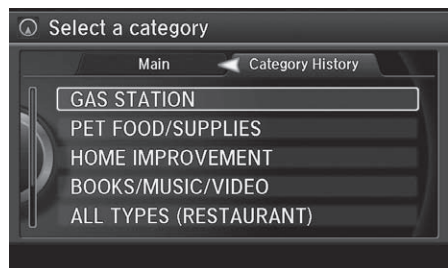 Select a category
Main Category History
GAS STATION
PET FOOD/SUPPLIES
HOME IMPROVEMENT
BOOKS/MUSIC/VIDEO
ALL TYPES (RESTAURANT)